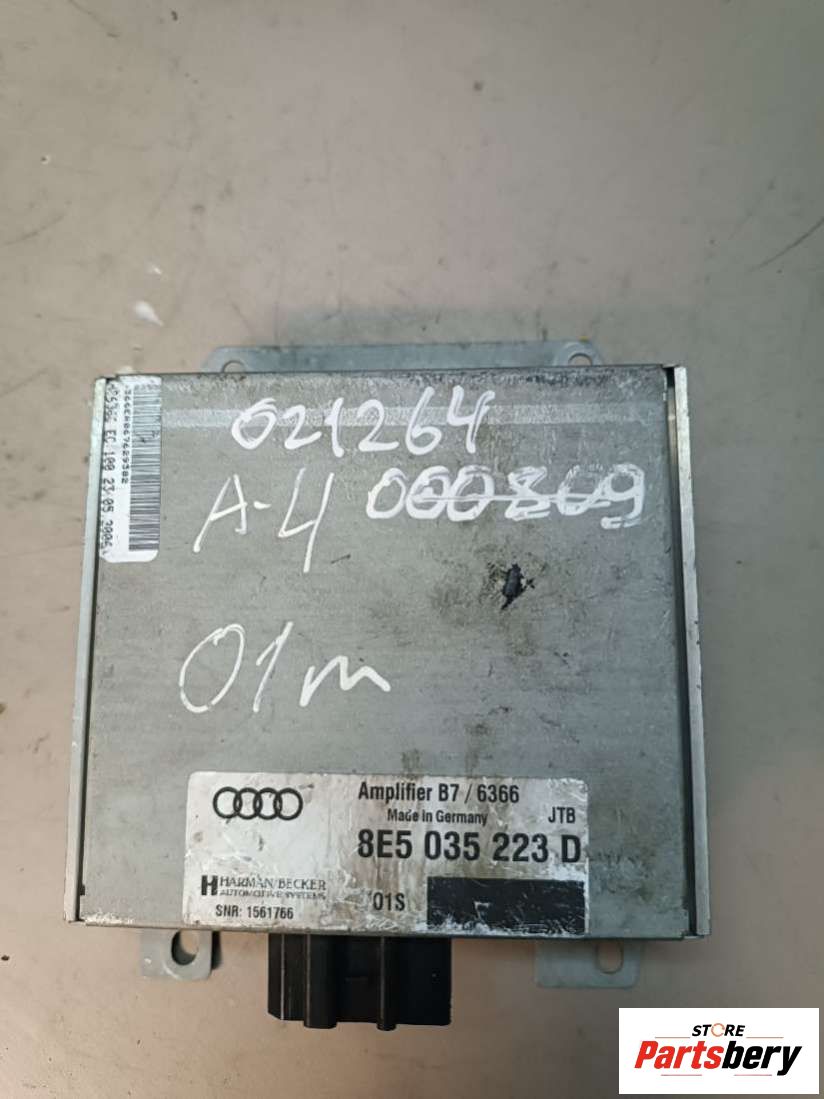 021264
A-4 000809
01m
Amplifier B7 / 6366
Made in Germany
JTB
8E5 035 223 D
HARMAN/BECKER
AUTOMOTIVE SYSTEMS
SNR: 1561766
01S
STORE
Partsbery